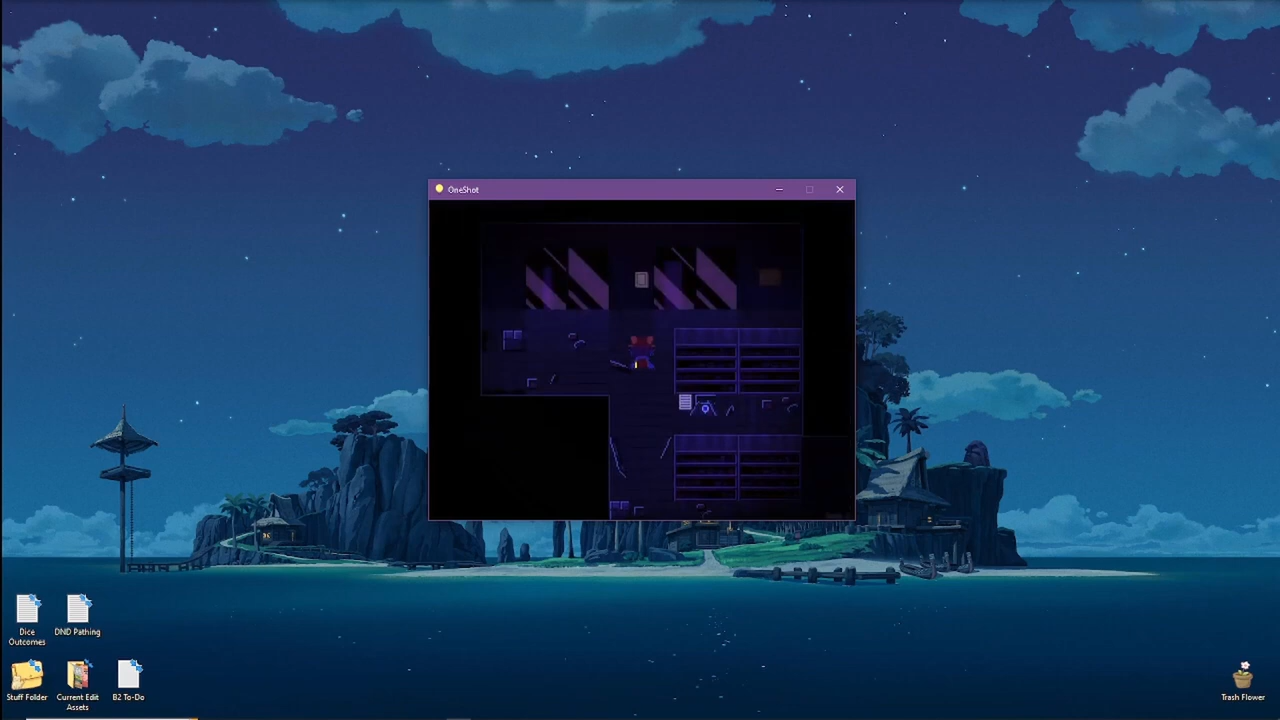 OneShot
Dice
Outcomes
DND Pathing
Stuff Folder
Current Edit
Assets
B2 To-Do
Trash Flower